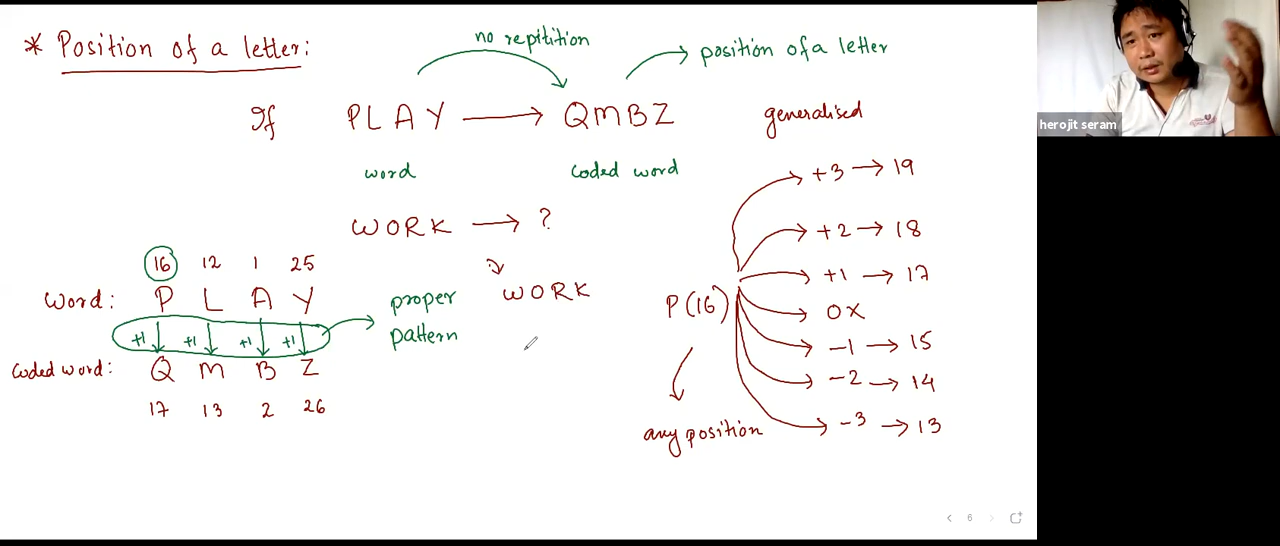 * Position of a letter:
no repitition
position of a letter
If PLAY → QMBZ
generalised
word
coded word
WORK → ?
WORK
16 12 1 25
Word: P L A Y
+1 +1 +1 +1
Coded word: Q M B Z
17 13 2 26
proper
pattern
P(16)
+3 → 19
+2 → 18
+1 → 17
0 X
-1 → 15
-2 → 14
-3 → 13
any position
herojit seram
6